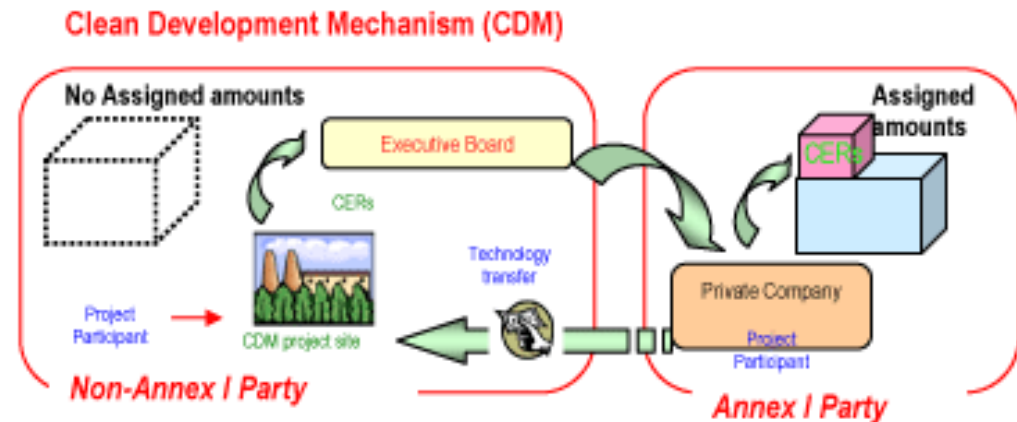 Clean Development Mechanism (CDM)
No Assigned amounts
Executive Board
CERs
Technology
transfer
Project
Participant
CDM project site
Non-Annex I Party
Assigned
amounts
CERs
Private Company
Project
Participant
Annex I Party